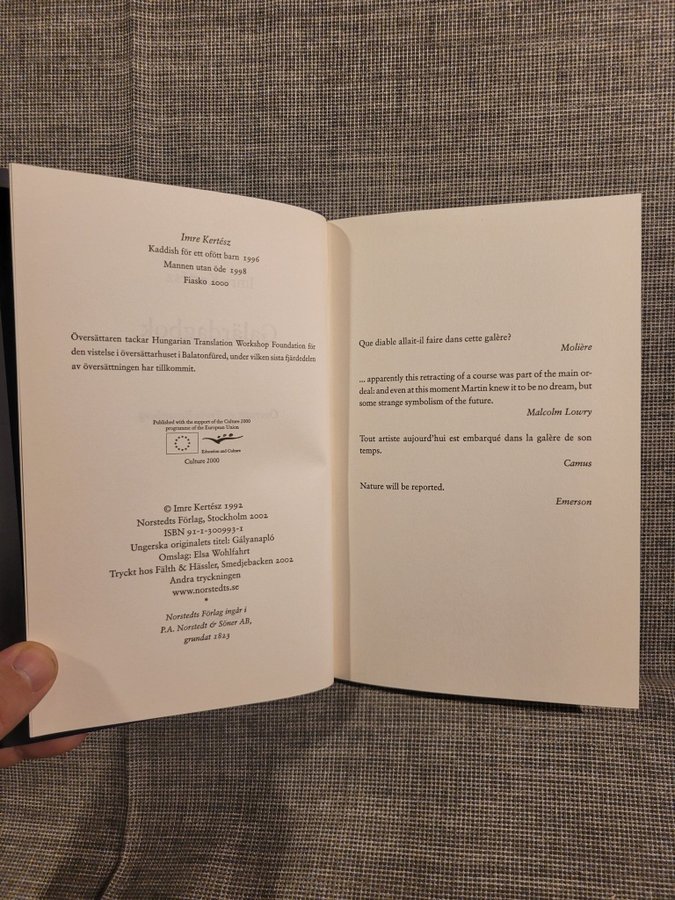 Imre Kertész
Kaddish för ett ofött barn 1996
Mannen utan öde 1998
Fiasko 2000
Översättaren tackar Hungarian Translation Workshop Foundation för
den vistelse i översättarhuset i Balatonfüred, under vilken sista fjärdedelen
av översättningen har tillkommit.
Published with the support of the Culture 2000
programme of the European Union
Education and Culture
Culture 2000
© Imre Kertész 1992
Norstedts Förlag, Stockholm 2002
ISBN 91-1-300993-1
Ungerska originalets titel: Gályanapló
Omslag: Elsa Wohlfahrt
Tryckt hos Fälth & Hässler, Smedjebacken 2002
Andra tryckningen
www.norstedts.se
*
Norstedts Förlag ingår i
P.A. Norstedt & Söner AB,
grundat 1823
Que diable allait-il faire dans cette galère?
Molière
... apparently this retracting of a course was part of the main or-
deal: and even at this moment Martin knew it to be no dream, but
some strange symbolism of the future.
Malcolm Lowry
Tout artiste aujourd'hui est embarqué dans la galère de son
temps.
Camus
Nature will be reported.
Emerson